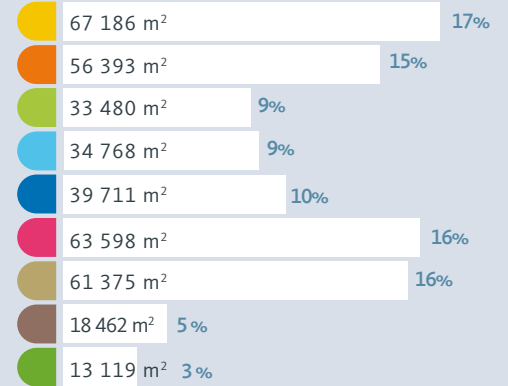 67 186 m² 17%
56 393 m² 15%
33 480 m² 9%
34 768 m² 9%
39 711 m² 10%
63 598 m² 16%
61 375 m² 16%
18 462 m² 5 %
13 119 m² 3 %